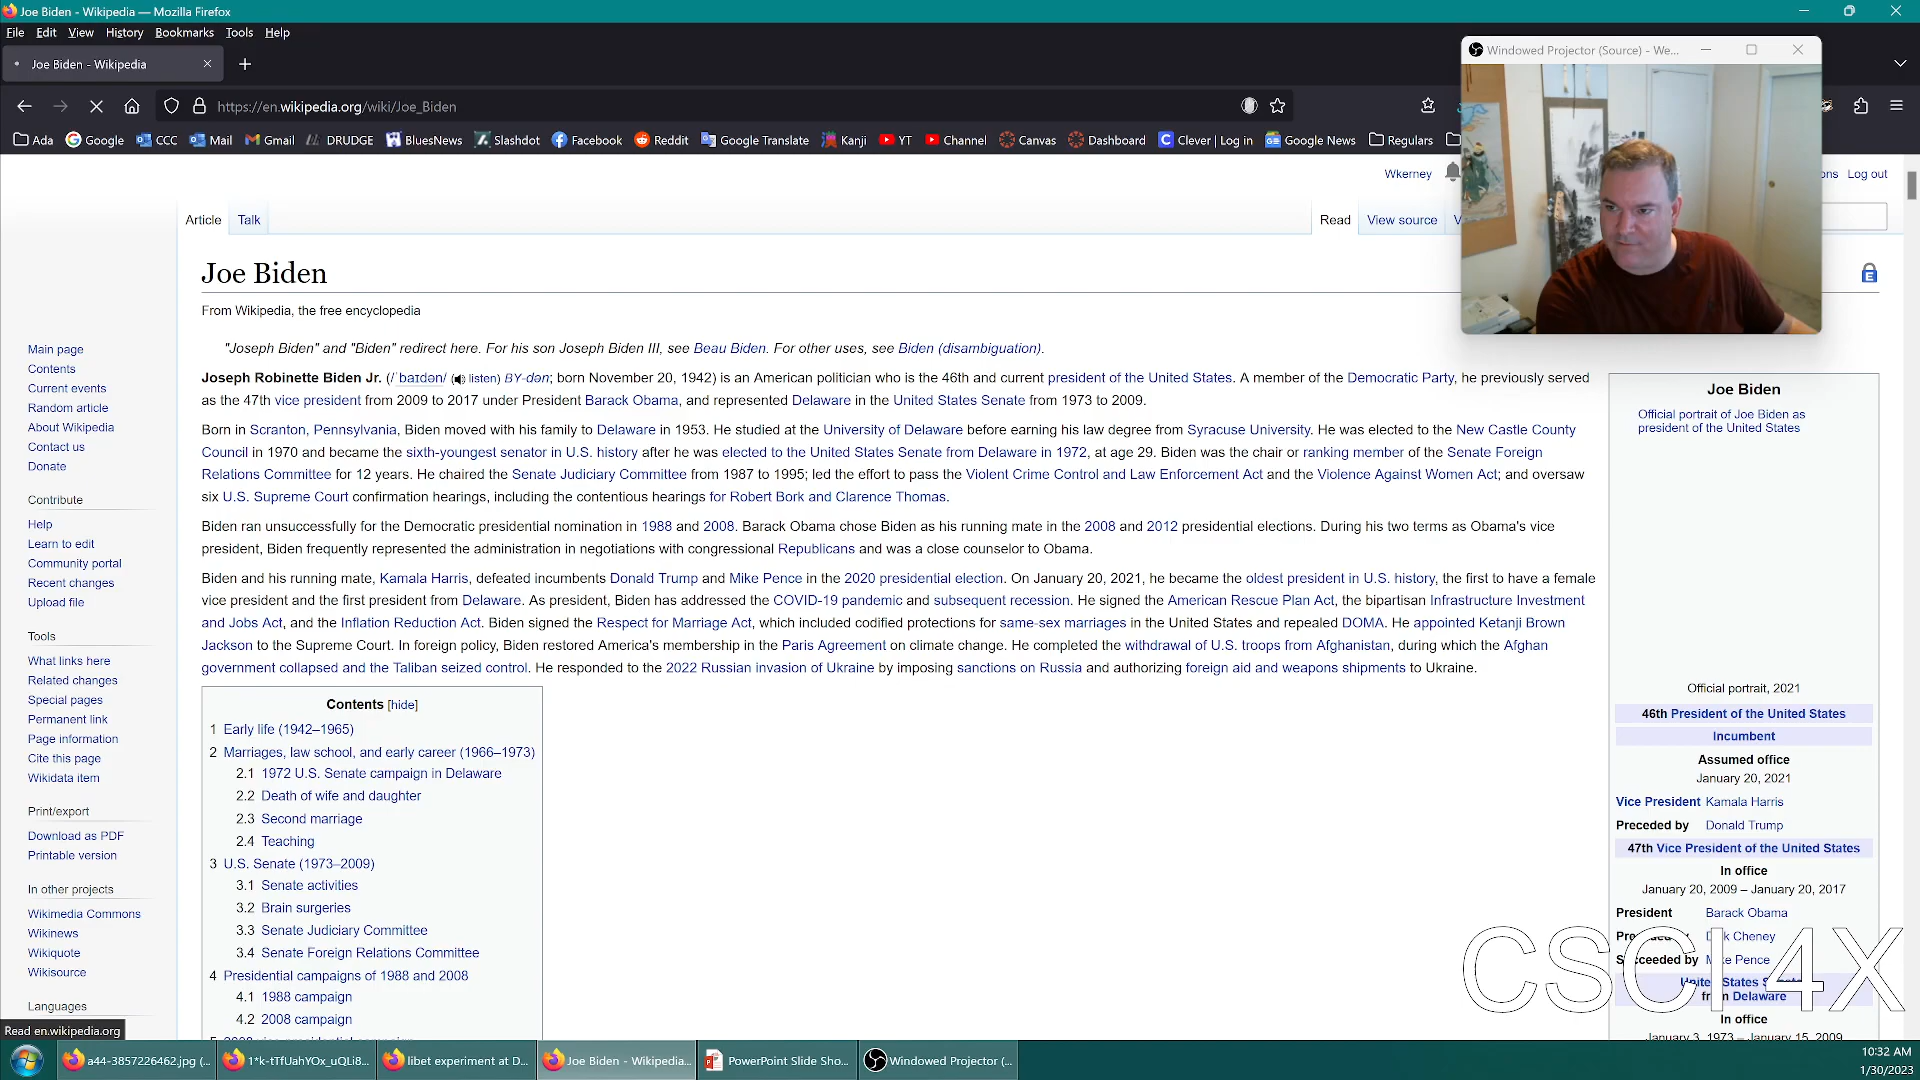 Joe Biden - Wikipedia — Mozilla Firefox
File Edit View History Bookmarks Tools Help
Joe Biden - Wikipedia
Windowed Projector (Source) - We...
https://en.wikipedia.org/wiki/Joe_Biden
Ada Google CCC Mail Gmail DRUDGE BluesNews Slashdot Facebook Reddit Google Translate Kanji YT Channel Canvas Dashboard Clever | Log in Google News Regulars
Wkerney
ons Log out
Article Talk
Read View source V
Joe Biden
From Wikipedia, the free encyclopedia
"Joseph Biden" and "Biden" redirect here. For his son Joseph Biden III, see Beau Biden. For other uses, see Biden (disambiguation).
Joseph Robinette Biden Jr. (/ˈbaɪdən/ (listen) BY-dən; born November 20, 1942) is an American politician who is the 46th and current president of the United States. A member of the Democratic Party, he previously served
as the 47th vice president from 2009 to 2017 under President Barack Obama, and represented Delaware in the United States Senate from 1973 to 2009.
Born in Scranton, Pennsylvania, Biden moved with his family to Delaware in 1953. He studied at the University of Delaware before earning his law degree from Syracuse University. He was elected to the New Castle County
Council in 1970 and became the sixth-youngest senator in U.S. history after he was elected to the United States Senate from Delaware in 1972, at age 29. Biden was the chair or ranking member of the Senate Foreign
Relations Committee for 12 years. He chaired the Senate Judiciary Committee from 1987 to 1995; led the effort to pass the Violent Crime Control and Law Enforcement Act and the Violence Against Women Act; and oversaw
six U.S. Supreme Court confirmation hearings, including the contentious hearings for Robert Bork and Clarence Thomas.
Biden ran unsuccessfully for the Democratic presidential nomination in 1988 and 2008. Barack Obama chose Biden as his running mate in the 2008 and 2012 presidential elections. During his two terms as Obama's vice
president, Biden frequently represented the administration in negotiations with congressional Republicans and was a close counselor to Obama.
Biden and his running mate, Kamala Harris, defeated incumbents Donald Trump and Mike Pence in the 2020 presidential election. On January 20, 2021, he became the oldest president in U.S. history, the first to have a female
vice president and the first president from Delaware. As president, Biden has addressed the COVID-19 pandemic and subsequent recession. He signed the American Rescue Plan Act, the bipartisan Infrastructure Investment
and Jobs Act, and the Inflation Reduction Act. Biden signed the Respect for Marriage Act, which included codified protections for same-sex marriages in the United States and repealed DOMA. He appointed Ketanji Brown
Jackson to the Supreme Court. In foreign policy, Biden restored America's membership in the Paris Agreement on climate change. He completed the withdrawal of U.S. troops from Afghanistan, during which the Afghan
government collapsed and the Taliban seized control. He responded to the 2022 Russian invasion of Ukraine by imposing sanctions on Russia and authorizing foreign aid and weapons shipments to Ukraine.
Main page
Contents
Current events
Random article
About Wikipedia
Contact us
Donate
Contribute
Help
Learn to edit
Community portal
Recent changes
Upload file
Tools
What links here
Related changes
Special pages
Permanent link
Page information
Cite this page
Wikidata item
Print/export
Download as PDF
Printable version
In other projects
Wikimedia Commons
Wikinews
Wikiquote
Wikisource
Languages
Read en.wikipedia.org
Contents [hide]
1 Early life (1942–1965)
2 Marriages, law school, and early career (1966–1973)
2.1 1972 U.S. Senate campaign in Delaware
2.2 Death of wife and daughter
2.3 Second marriage
2.4 Teaching
3 U.S. Senate (1973–2009)
3.1 Senate activities
3.2 Brain surgeries
3.3 Senate Judiciary Committee
3.4 Senate Foreign Relations Committee
4 Presidential campaigns of 1988 and 2008
4.1 1988 campaign
4.2 2008 campaign
Joe Biden
Official portrait of Joe Biden as
president of the United States
Official portrait, 2021
46th President of the United States
Incumbent
Assumed office
January 20, 2021
Vice President Kamala Harris
Preceded by Donald Trump
47th Vice President of the United States
In office
January 20, 2009 – January 20, 2017
President Barack Obama
Preceded by Dick Cheney
Succeeded by Mike Pence
United States Senator
from Delaware
In office
January 3, 1973 – January 15, 2009
CSCI 4X
a44-3857226462.jpg (... 1*k-tTfUahYOx_uQLi8... libet experiment at D... Joe Biden - Wikipedia... PowerPoint Slide Sho... Windowed Projector (...
10:32 AM
1/30/2023